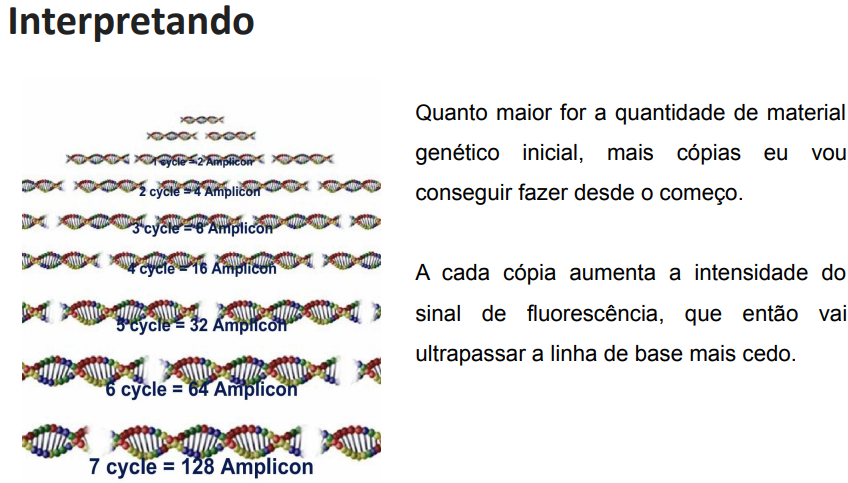 Interpretando
Quanto maior for a quantidade de material
genético inicial, mais cópias eu vou
conseguir fazer desde o começo.
A cada cópia aumenta a intensidade do
sinal de fluorescência, que então vai
ultrapassar a linha de base mais cedo.
1 cycle = 2 Amplicon
2 cycle = 4 Amplicon
3 cycle = 8 Amplicon
4 cycle = 16 Amplicon
5 cycle = 32 Amplicon
6 cycle = 64 Amplicon
7 cycle = 128 Amplicon